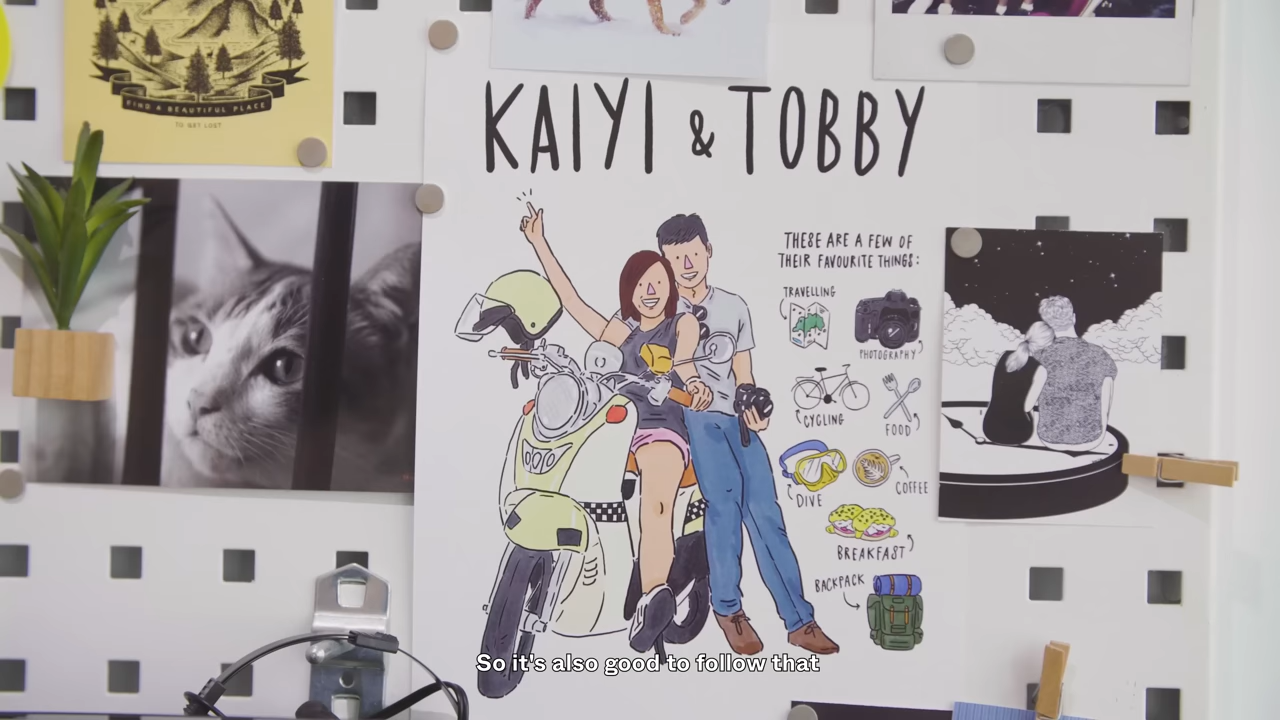 FIND A BEAUTIFUL PLACE
TO GET LOST
KAIYI & TOBBY
THESE ARE A FEW OF
THEIR FAVOURITE THINGS:
TRAVELLING
PHOTOGRAPHY
CYCLING
FOOD
DIVE
COFFEE
BREAKFAST
BACKPACK
So it's also good to follow that